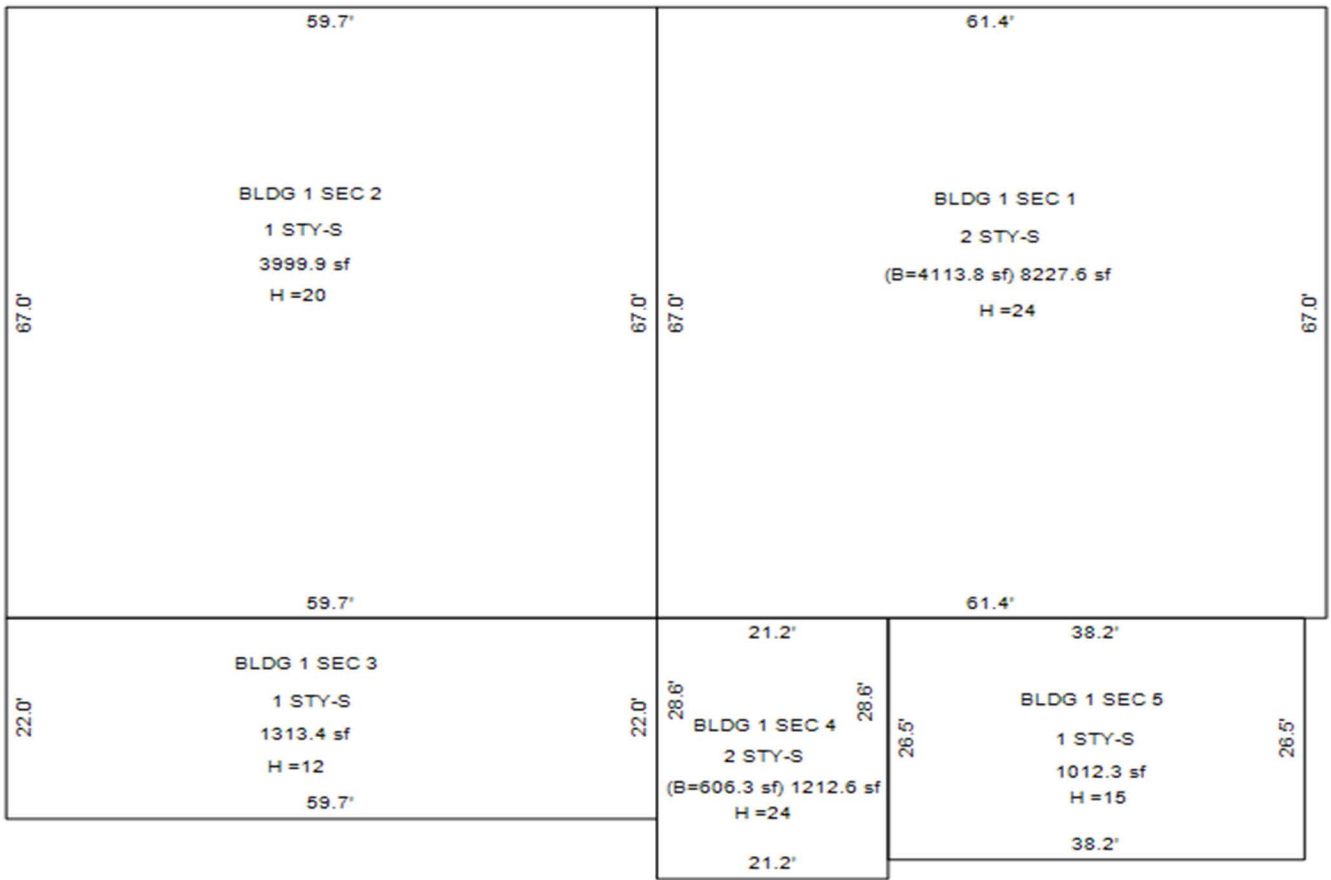 59.7'
61.4'
BLDG 1 SEC 2
1 STY-S
3999.9 sf
H =20
67.0'
67.0'
BLDG 1 SEC 1
2 STY-S
(B=4113.8 sf) 8227.6 sf
H =24
67.0'
67.0'
59.7'
61.4'
BLDG 1 SEC 3
1 STY-S
1313.4 sf
H =12
22.0'
22.0'
59.7'
21.2'
28.6'
28.6'
BLDG 1 SEC 4
2 STY-S
(B=606.3 sf) 1212.6 sf
H =24
21.2'
38.2'
BLDG 1 SEC 5
1 STY-S
1012.3 sf
H =15
26.5'
26.5'
38.2'